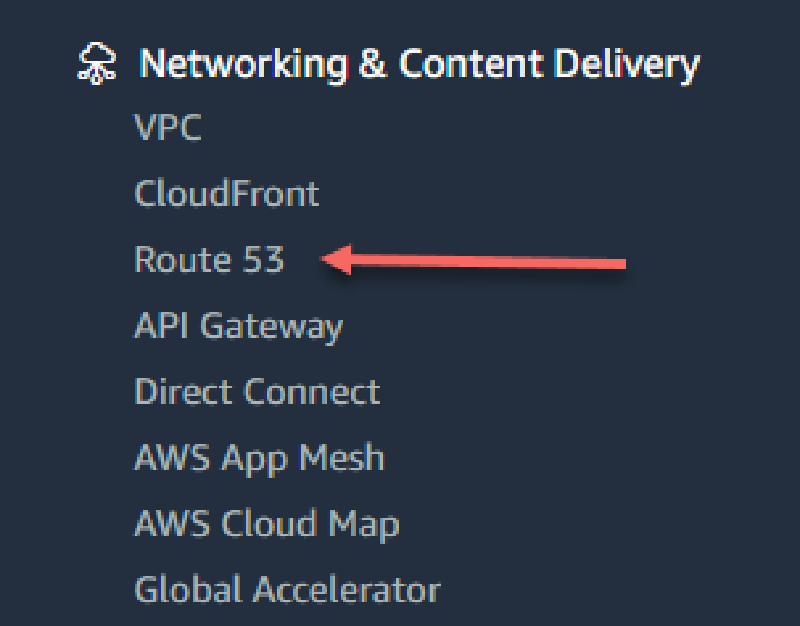 Networking & Content Delivery
VPC
CloudFront
Route 53
API Gateway
Direct Connect
AWS App Mesh
AWS Cloud Map
Global Accelerator